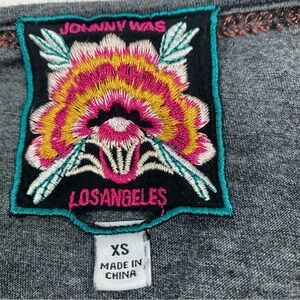 JOHNNY WAS
LOS ANGELES
XS
MADE IN
CHINA